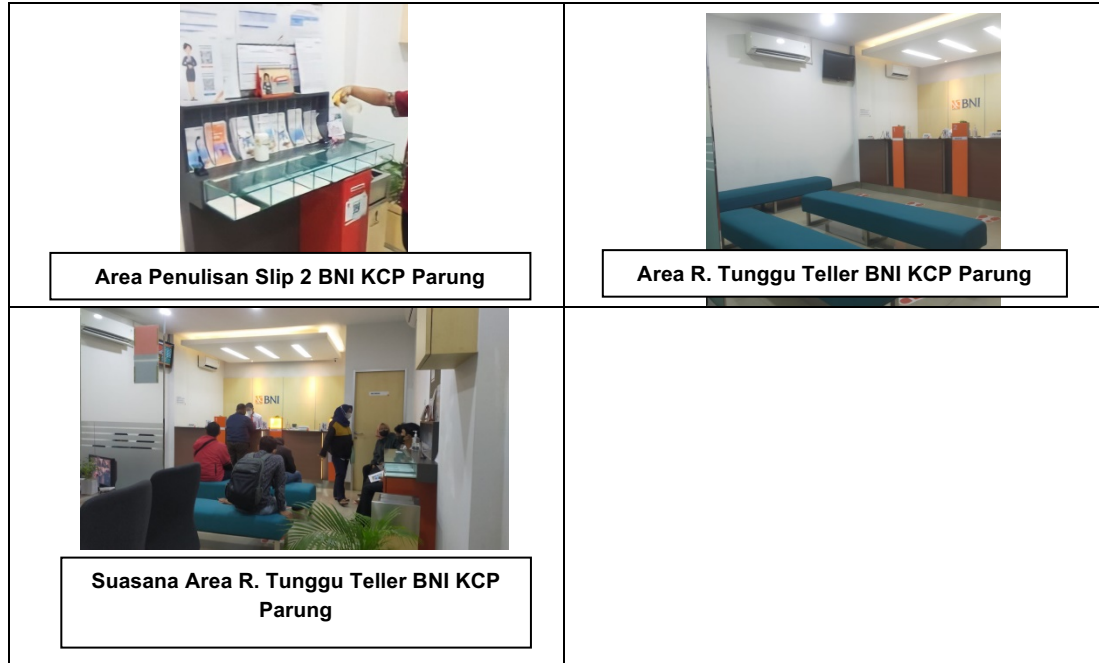 Area Penulisan Slip 2 BNI KCP Parung
BNI
Area R. Tunggu Teller BNI KCP Parung
BNI
Suasana Area R. Tunggu Teller BNI KCP
Parung